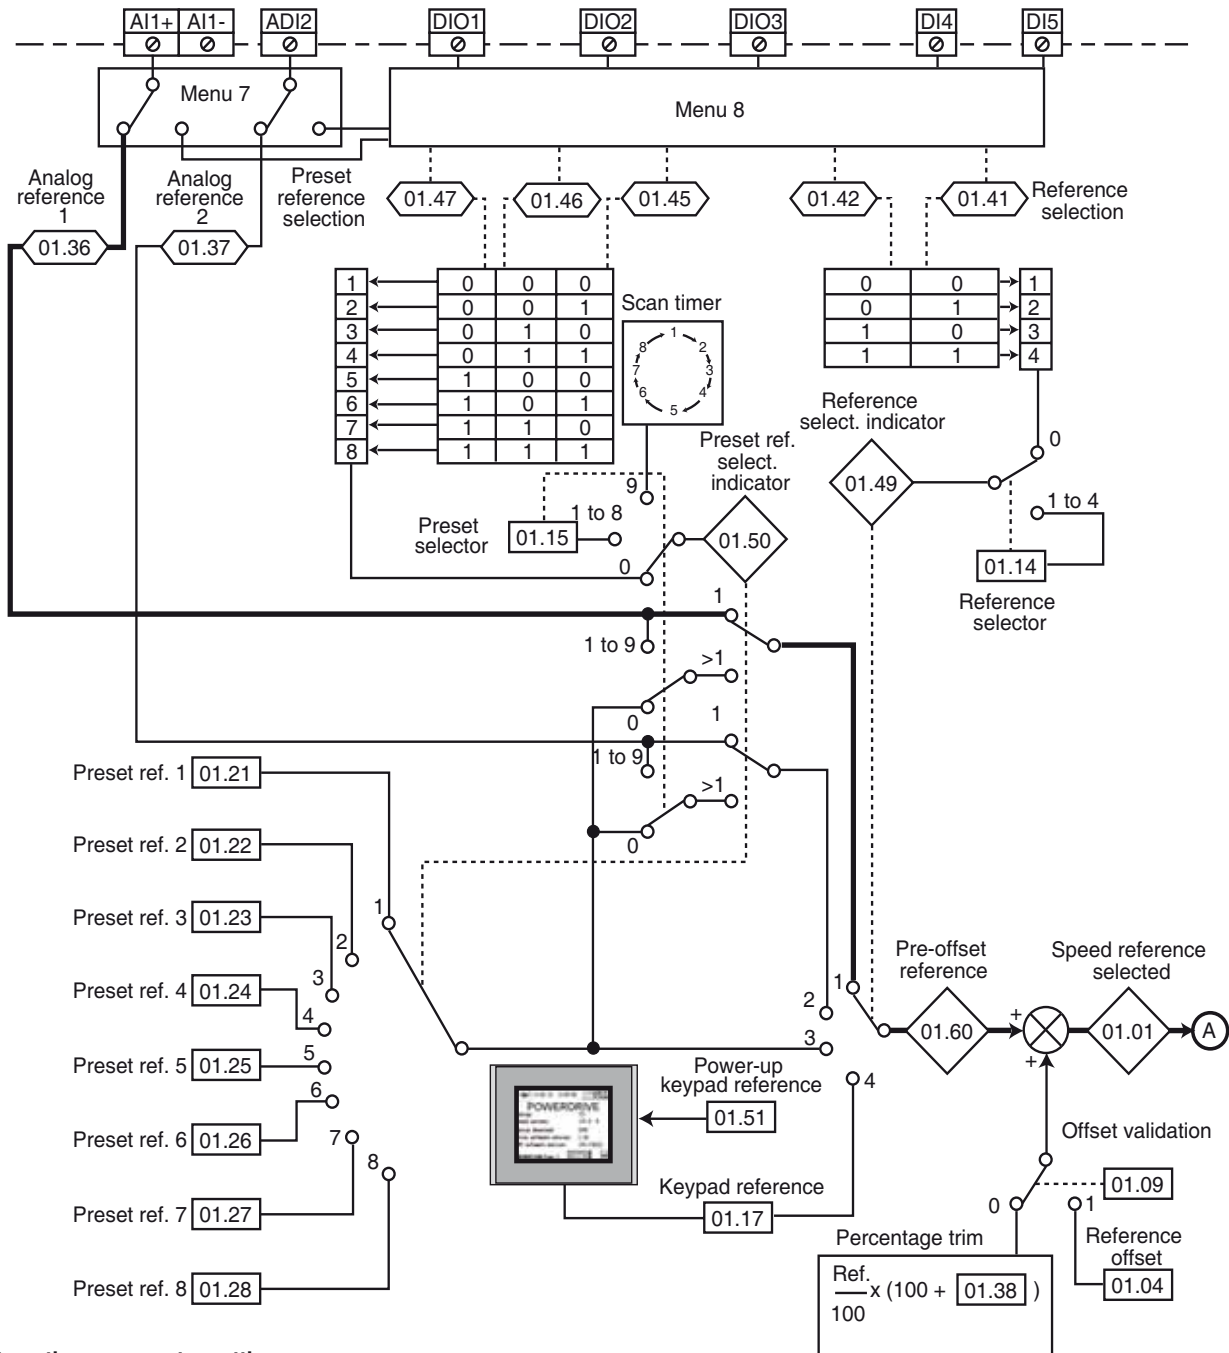 AI1+ AI1- ADI2 DIO1 DIO2 DIO3 DI4 DI5
Menu 7
Menu 8
Analog
reference
1
Analog
reference
2
Preset
reference
selection
01.47 01.46 01.45 01.42 01.41
Reference
selection
01.36
01.37
1 0 0 0
2 0 0 1
3 0 1 0
4 0 1 1
5 1 0 0
6 1 0 1
7 1 1 0
8 1 1 1
Scan timer
1
2
3
4
5
6
7
8
0 0 1
0 1 2
1 0 3
1 1 4
Reference
select. indicator
01.49
0
1 to 4
01.14
Reference
selector
Preset ref.
select.
indicator
01.50
9
1 to 8
Preset
selector
01.15
0
1
1 to 9
>1
0
1
1 to 9
>1
0
Preset ref. 1 01.21
Preset ref. 2 01.22
Preset ref. 3 01.23
Preset ref. 4 01.24
Preset ref. 5 01.25
Preset ref. 6 01.26
Preset ref. 7 01.27
Preset ref. 8 01.28
1
2
3
4
5
6
7
8
1
2
3
4
Pre-offset
reference
01.60
+
+
Speed reference
selected
01.01
A
POWERDRIVE
Power-up
keypad reference
01.51
Keypad reference
01.17
Offset validation
01.09
0
1
Reference
offset
01.04
Percentage trim
Ref.
100
x (100 + 01.38 )